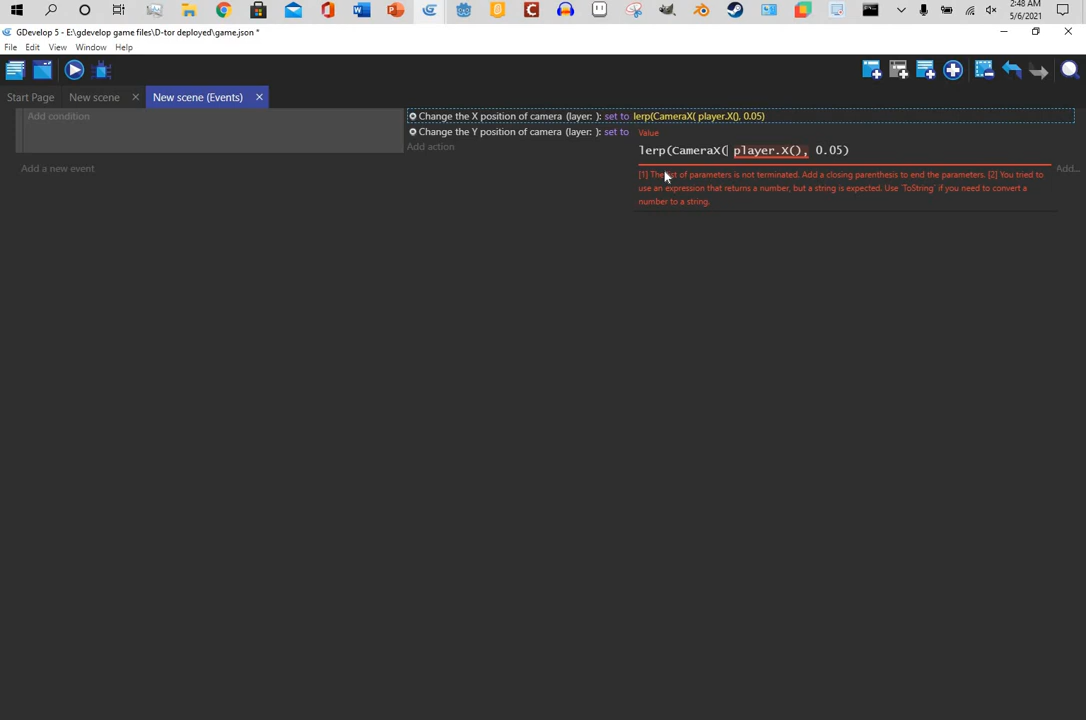 2:48 AM
5/6/2021
GDevelop 5 - E:\gdevelop game files\D-tor deployed\game.json *
File Edit View Window Help
Start Page New scene × New scene (Events) ×
Add condition
Change the X position of camera (layer: ): set to lerp(CameraX( player.X(), 0.05)
Change the Y position of camera (layer: ): set to
Add action
Value
lerp(CameraX( player.X(), 0.05)
Add a new event
Add...
[1] The list of parameters is not terminated. Add a closing parenthesis to end the parameters. [2] You tried to
use an expression that returns a number, but a string is expected. Use `ToString` if you need to convert a
number to a string.